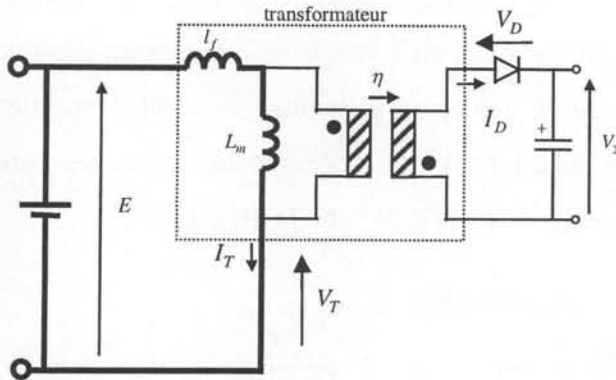 transformateur
l_f
V_D
η
I_D
L_m
+
E
I_T
V_T